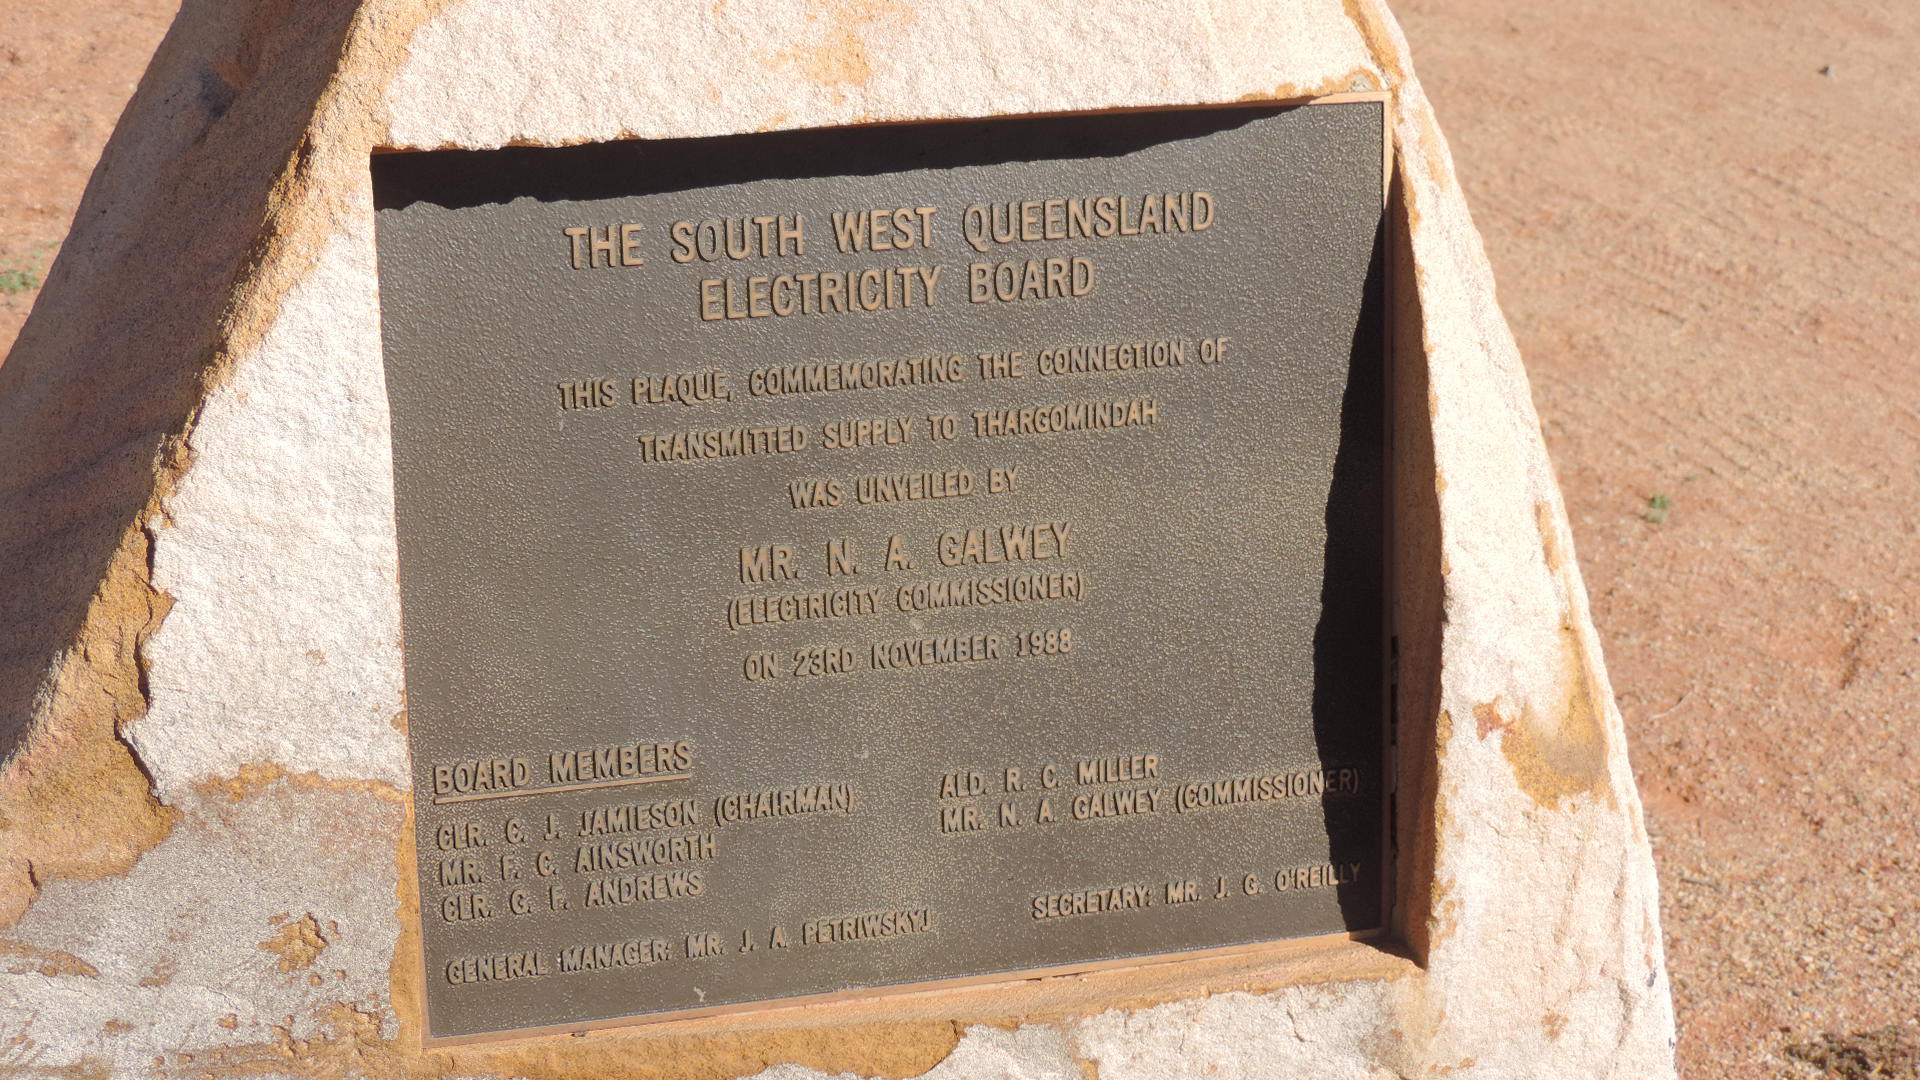 THE SOUTH WEST QUEENSLAND
ELECTRICITY BOARD
THIS PLAQUE, COMMEMORATING THE CONNECTION OF
TRANSMITTED SUPPLY TO THARGOMINDAH
WAS UNVEILED BY
MR. N. A. GALWEY
(ELECTRICITY COMMISSIONER)
ON 23RD NOVEMBER 1988
BOARD MEMBERS
CLR. C. J. JAMIESON (CHAIRMAN)
MR. F. C. AINSWORTH
CLR. G. F. ANDREWS
ALD. R. C. MILLER
MR. N. A. GALWEY (COMMISSIONER)
GENERAL MANAGER: MR. J. A. PETRIWSKYJ
SECRETARY: MR. J. G. O'REILLY